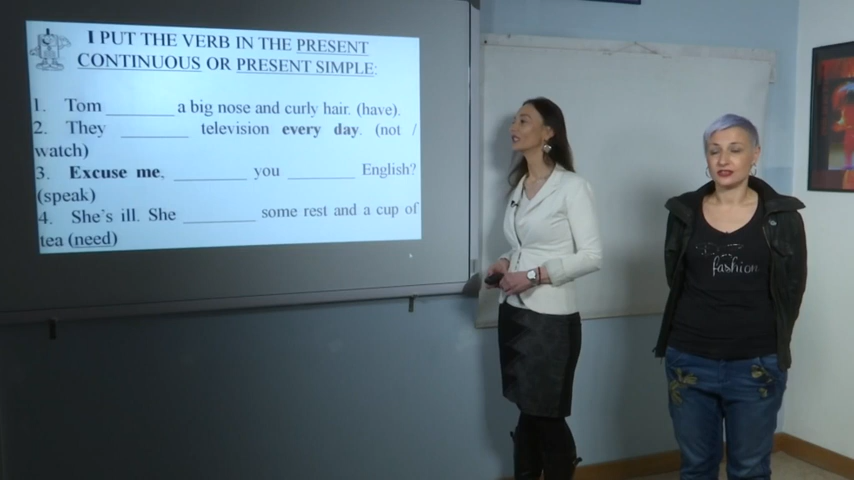 I PUT THE VERB IN THE PRESENT
CONTINUOUS OR PRESENT SIMPLE:
1. Tom ________ a big nose and curly hair. (have).
2. They ________ television every day. (not /
watch)
3. Excuse me, ________ you ________ English?
(speak)
4. She`s ill. She ________ some rest and a cup of
tea (need)
fashion